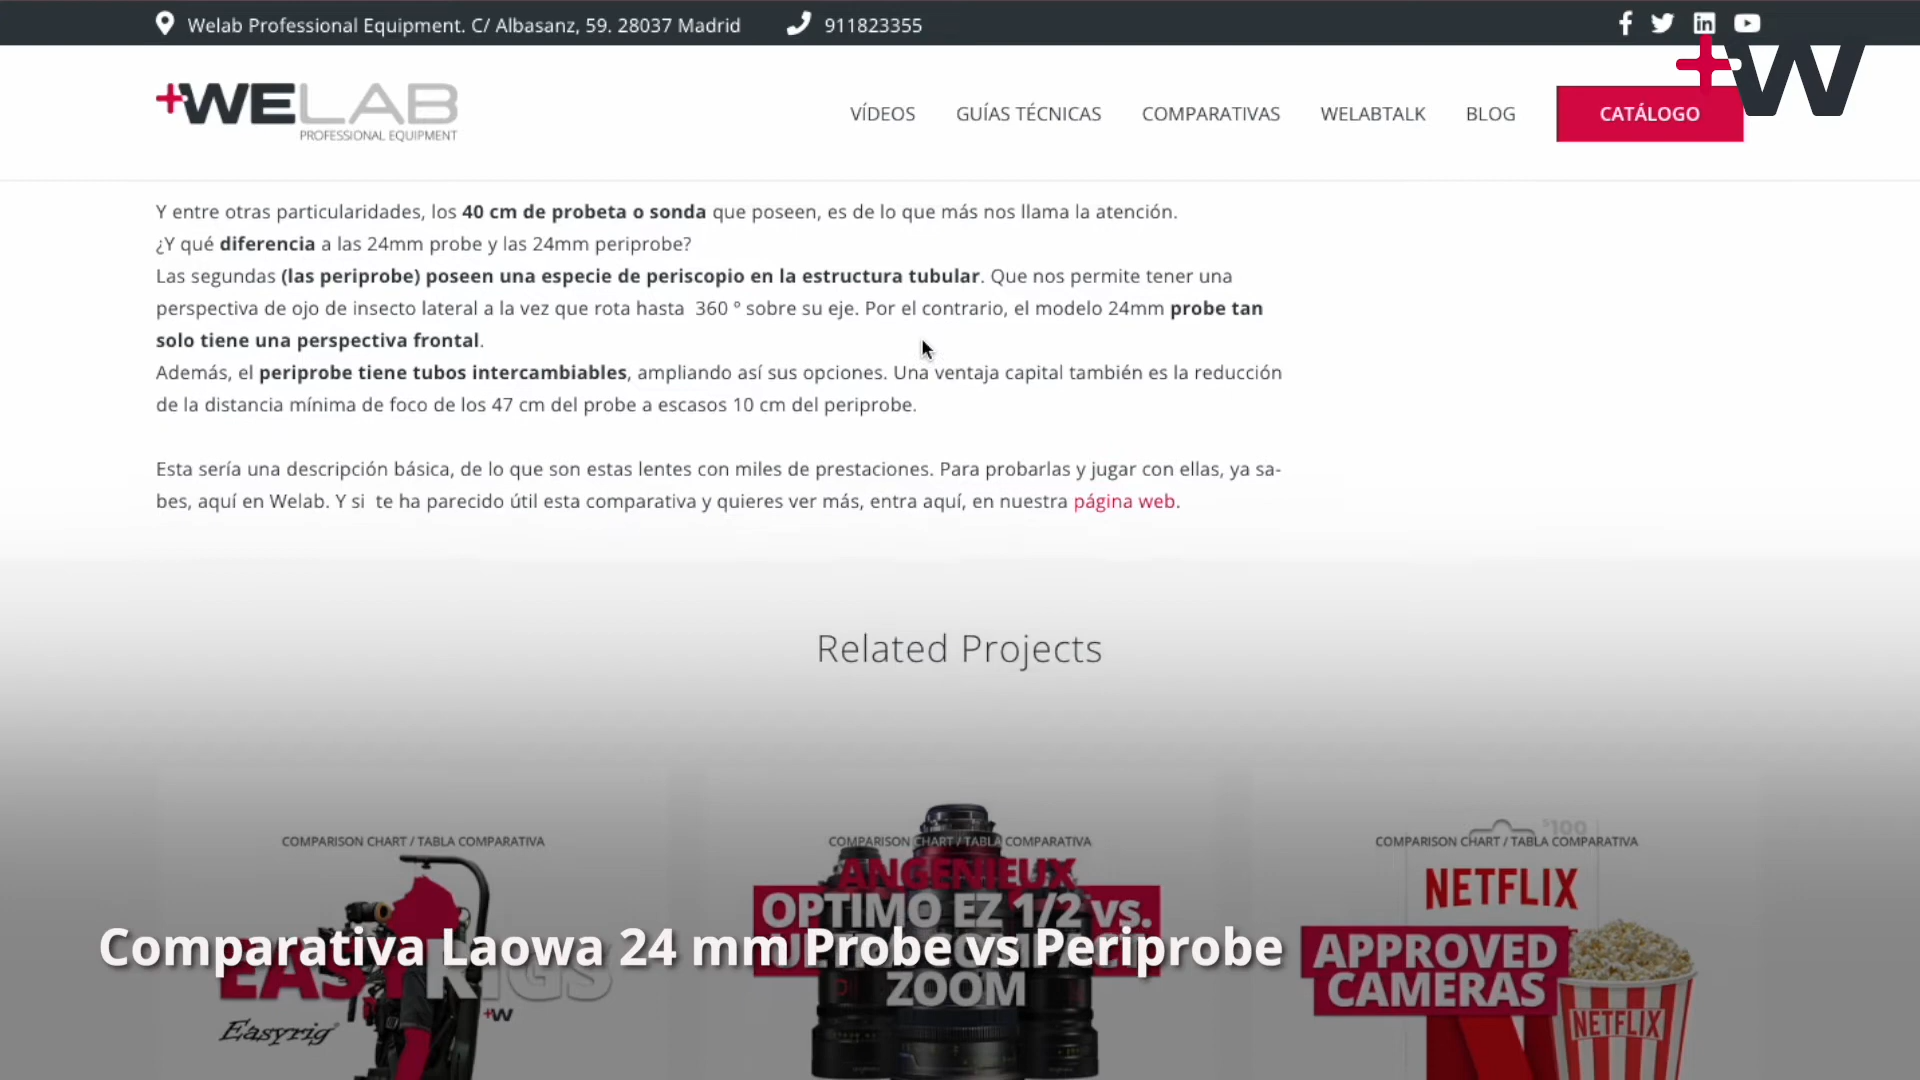 Welab Professional Equipment. C/ Albasanz, 59. 28037 Madrid
911823355
+WELAB
PROFESSIONAL EQUIPMENT
VÍDEOS
GUÍAS TÉCNICAS
COMPARATIVAS
WELABTALK
BLOG
CATÁLOGO
+W
Y entre otras particularidades, los 40 cm de probeta o sonda que poseen, es de lo que más nos llama la atención.
¿Y qué diferencia a las 24mm probe y las 24mm periprobe?
Las segundas (las periprobe) poseen una especie de periscopio en la estructura tubular. Que nos permite tener una
perspectiva de ojo de insecto lateral a la vez que rota hasta 360 º sobre su eje. Por el contrario, el modelo 24mm probe tan
solo tiene una perspectiva frontal.
Además, el periprobe tiene tubos intercambiables, ampliando así sus opciones. Una ventaja capital también es la reducción
de la distancia mínima de foco de los 47 cm del probe a escasos 10 cm del periprobe.
Esta sería una descripción básica, de lo que son estas lentes con miles de prestaciones. Para probarlas y jugar con ellas, ya sa-
bes, aquí en Welab. Y si te ha parecido útil esta comparativa y quieres ver más, entra aquí, en nuestra página web.
Related Projects
COMPARISON CHART / TABLA COMPARATIVA
EASYRIGS
+W
Easyrig
COMPARISON CHART / TABLA COMPARATIVA
ANGENIEUX
OPTIMO EZ 1/2 vs.
ZOOM
COMPARISON CHART / TABLA COMPARATIVA
$100
NETFLIX
APPROVED
CAMERAS
NETFLIX
Comparativa Laowa 24 mm Probe vs Periprobe